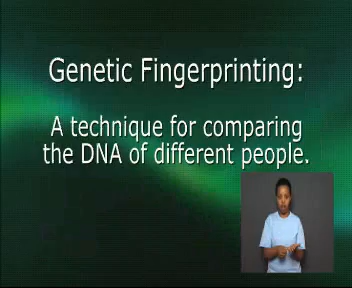 Genetic Fingerprinting:
A technique for comparing
the DNA of different people.